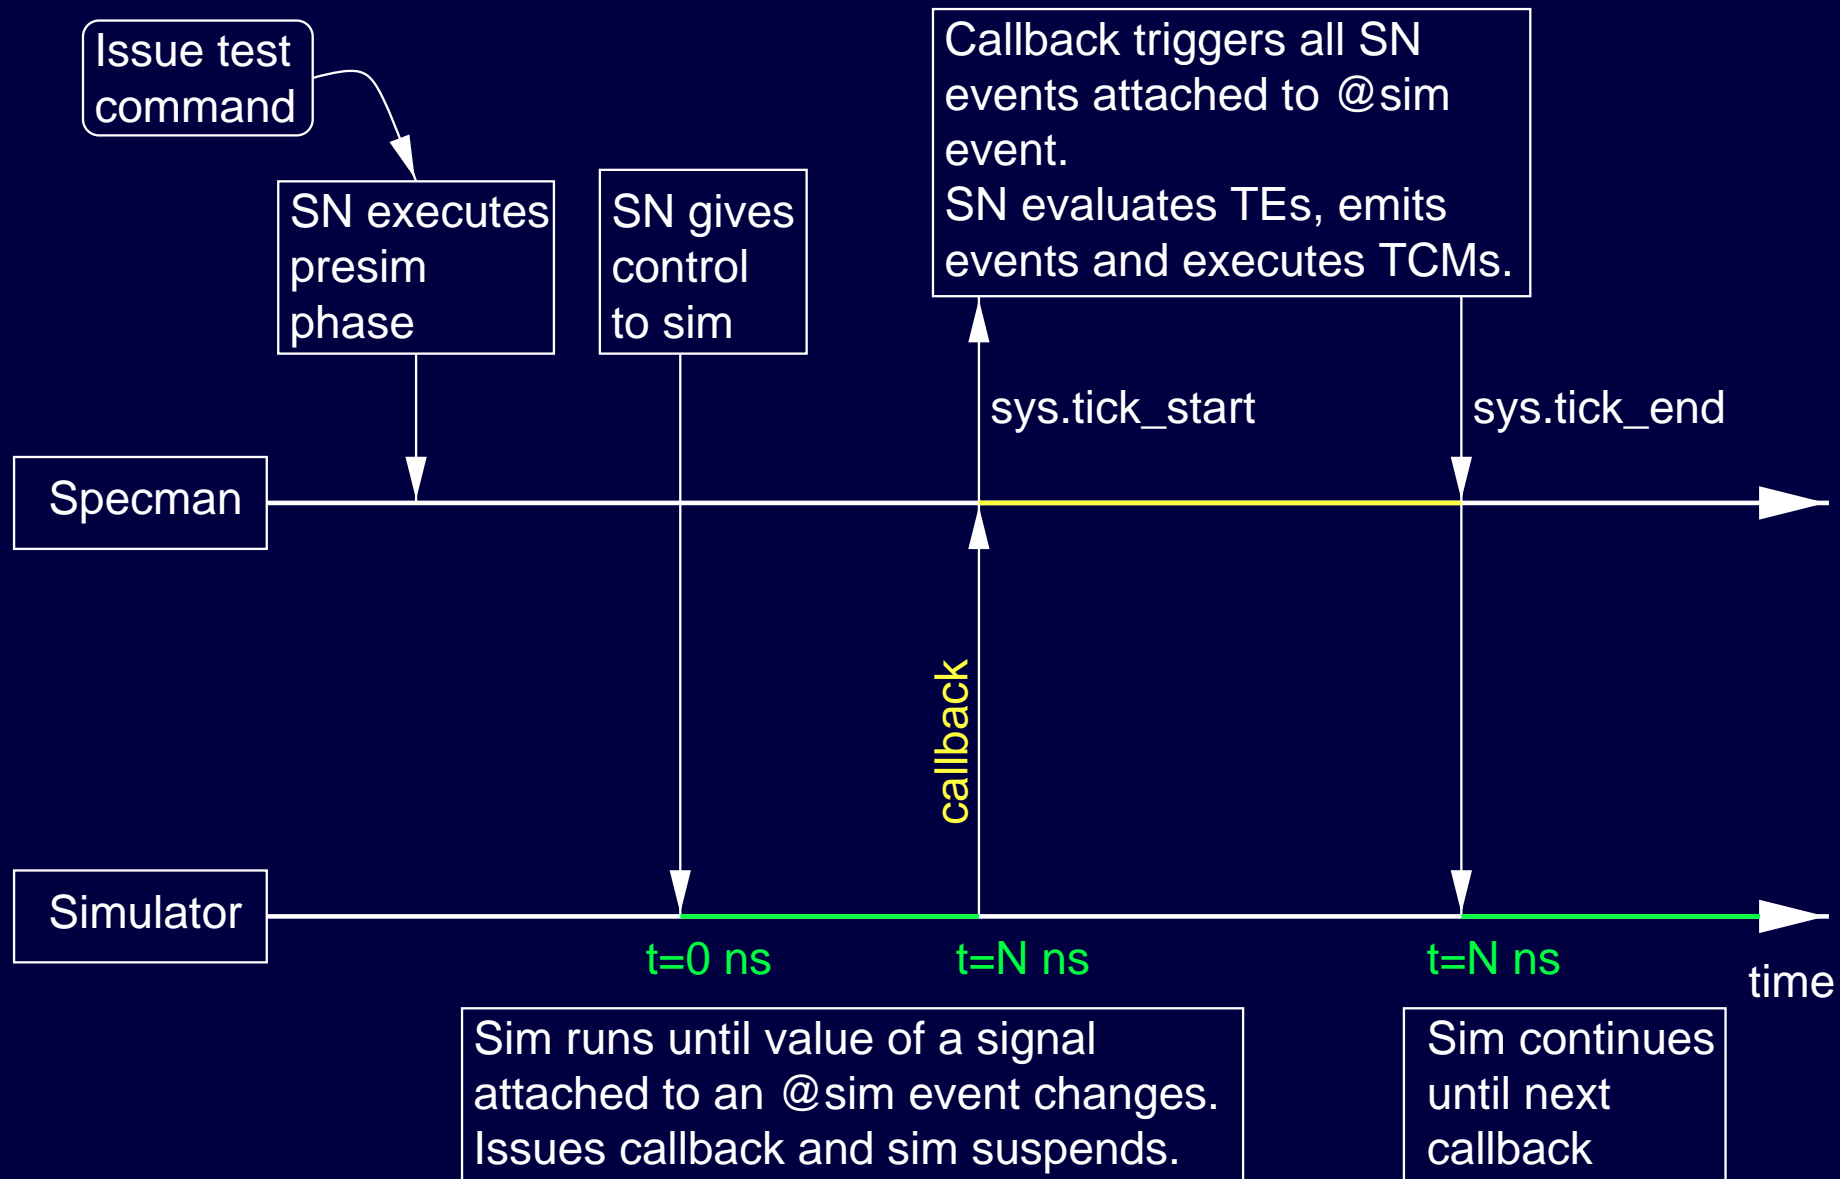 Issue test
command
SN executes
presim
phase
SN gives
control
to sim
Callback triggers all SN
events attached to @sim
event.
SN evaluates TEs, emits
events and executes TCMs.
sys.tick_start
sys.tick_end
Specman
callback
Simulator
t=0 ns
t=N ns
t=N ns
time
Sim runs until value of a signal
attached to an @sim event changes.
Issues callback and sim suspends.
Sim continues
until next
callback